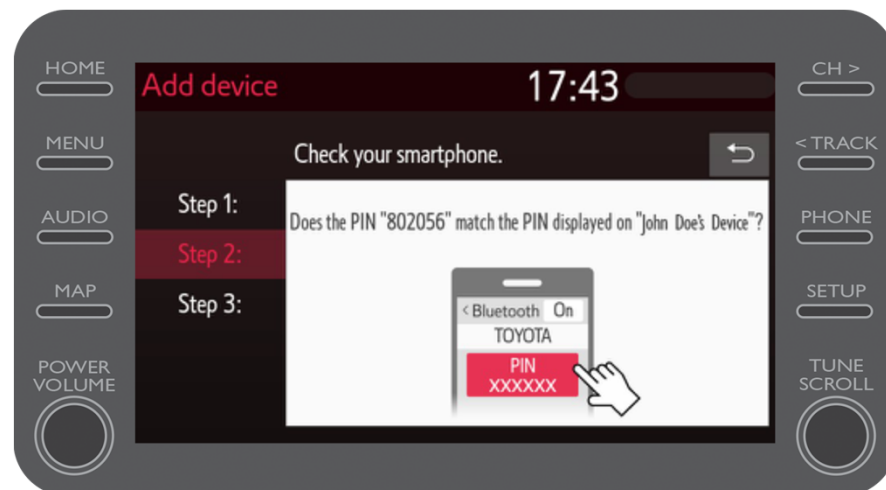 HOME
MENU
AUDIO
MAP
POWER
VOLUME
Add device
17:43
Check your smartphone.
Step 1:
Step 2:
Step 3:
Does the PIN "802056" match the PIN displayed on "John Doe's Device"?
< Bluetooth On
TOYOTA
PIN
XXXXXX
CH >
< TRACK
PHONE
SETUP
TUNE
SCROLL